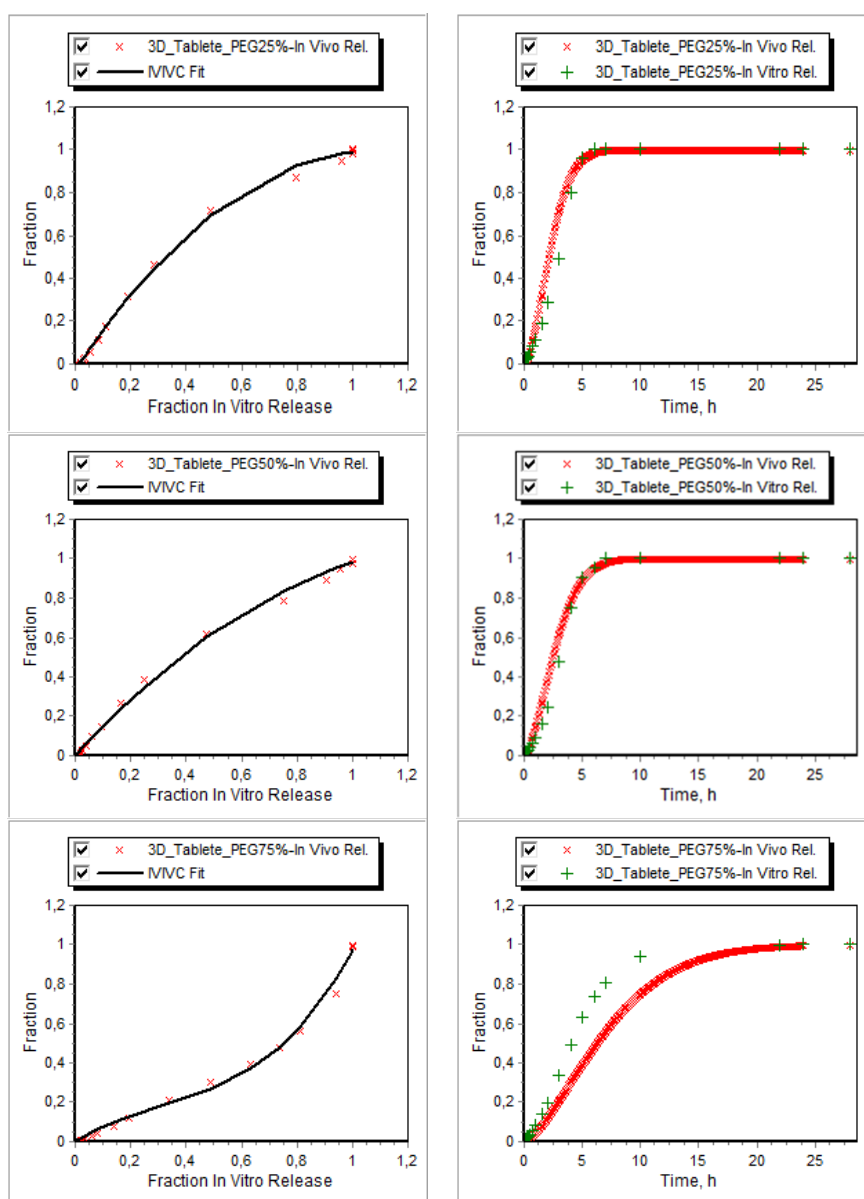 3D_Tablete_PEG25%-In Vivo Rel.
IVIVC Fit
1,2
1
0,8
0,6
0,4
0,2
0
Fraction
0 0,2 0,4 0,6 0,8 1 1,2
Fraction In Vitro Release
3D_Tablete_PEG25%-In Vivo Rel.
3D_Tablete_PEG25%-In Vitro Rel.
1,2
1
0,8
0,6
0,4
0,2
0
Fraction
0 5 10 15 20 25
Time, h
3D_Tablete_PEG50%-In Vivo Rel.
IVIVC Fit
1,2
1
0,8
0,6
0,4
0,2
0
Fraction
0 0,2 0,4 0,6 0,8 1 1,2
Fraction In Vitro Release
3D_Tablete_PEG50%-In Vivo Rel.
3D_Tablete_PEG50%-In Vitro Rel.
1,2
1
0,8
0,6
0,4
0,2
0
Fraction
0 5 10 15 20 25
Time, h
3D_Tablete_PEG75%-In Vivo Rel.
IVIVC Fit
1,2
1
0,8
0,6
0,4
0,2
0
Fraction
0 0,2 0,4 0,6 0,8 1 1,2
Fraction In Vitro Release
3D_Tablete_PEG75%-In Vivo Rel.
3D_Tablete_PEG75%-In Vitro Rel.
1,2
1
0,8
0,6
0,4
0,2
0
Fraction
0 5 10 15 20 25
Time, h